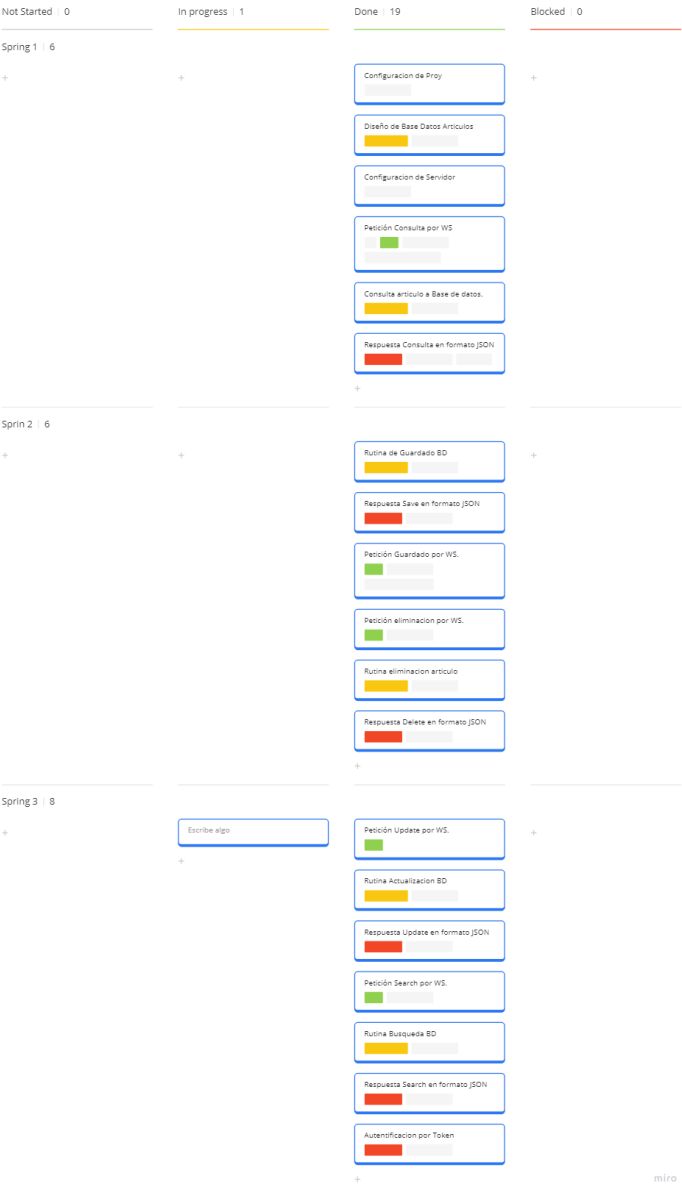 Not Started | 0
In progress | 1
Done | 19
Blocked | 0
Spring 1 | 6
+
+
+
Configuracion de Proy
Diseño de Base Datos Articulos
Configuracion de Servidor
Petición Consulta por WS
Consulta articulo a Base de datos.
Respuesta Consulta en formato JSON
+
Sprin 2 | 6
+
+
+
Rutina de Guardado BD
Respuesta Save en formato JSON
Petición Guardado por WS.
Petición eliminacion por WS.
Rutina eliminacion articulo
Respuesta Delete en formato JSON
+
Spring 3 | 8
+
Escribe algo
+
+
Petición Update por WS.
Rutina Actualizacion BD
Respuesta Update en formato JSON
Petición Search por WS.
Rutina Busqueda BD
Respuesta Search en formato JSON
Autentificacion por Token
+
miro